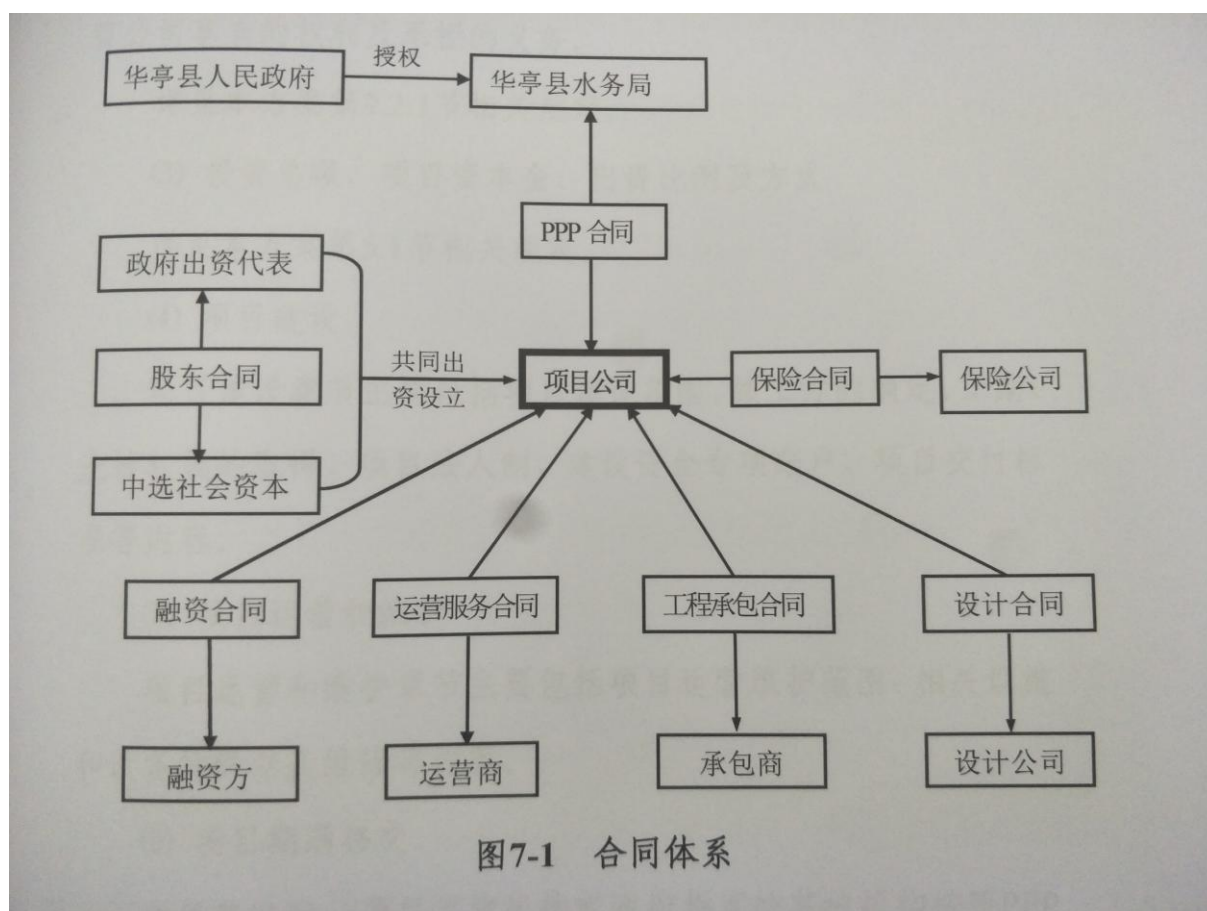 华亭县人民政府
授权
华亭县水务局
PPP 合同
政府出资代表
股东合同
中选社会资本
共同出
资设立
项目公司
保险合同
保险公司
融资合同
运营服务合同
工程承包合同
设计合同
融资方
运营商
承包商
设计公司
图7-1 合同体系